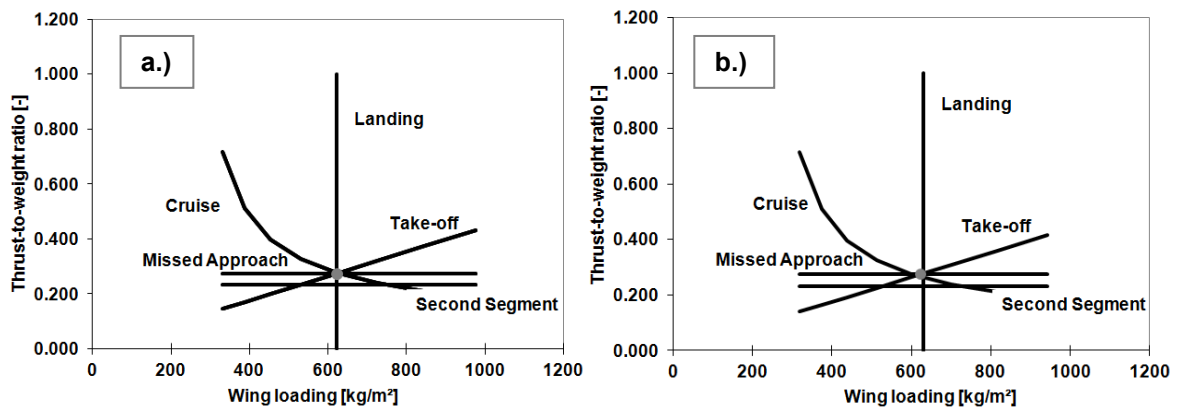 a.)
Thrust-to-weight ratio [-]
1.200
1.000
0.800
0.600
0.400
0.200
0.000
Landing
Cruise
Take-off
Missed Approach
Second Segment
0 200 400 600 800 1000 1200
Wing loading [kg/m²]
b.)
Thrust-to-weight ratio [-]
1.200
1.000
0.800
0.600
0.400
0.200
0.000
Landing
Cruise
Take-off
Missed Approach
Second Segment
0 200 400 600 800 1000 1200
Wing loading [kg/m²]